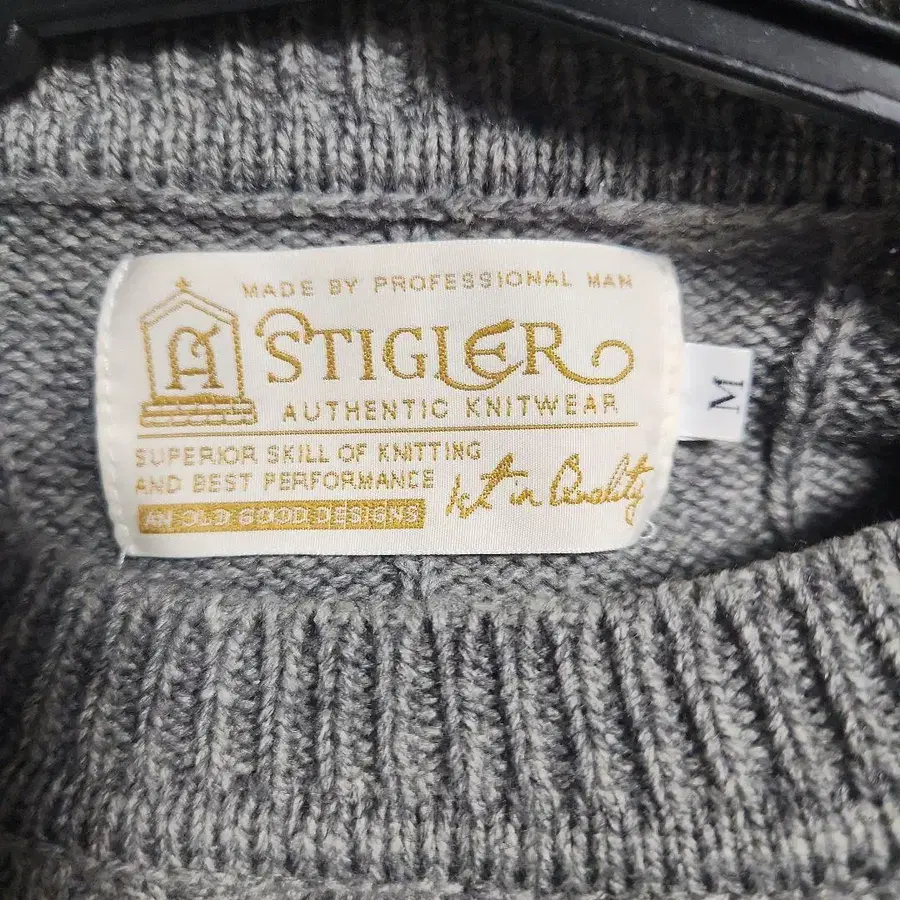 MADE BY PROFESSIONAL MAN
STIGLER
AUTHENTIC KNITWEAR
SUPERIOR SKILL OF KNITTING
AND BEST PERFORMANCE
AN OLD GOOD DESIGNS
1st in Quality
M